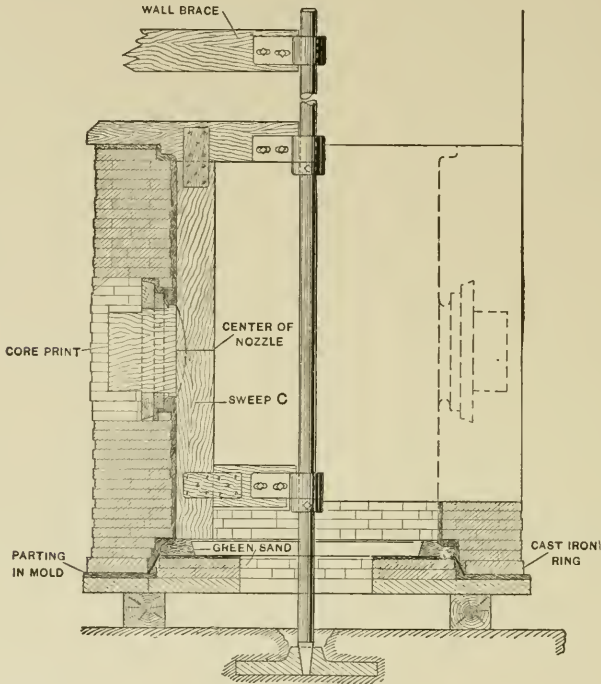 WALL BRACE
CORE PRINT
CENTER OF
NOZZLE
SWEEP C
GREEN SAND
PARTING
IN MOLD
CAST IRON
RING